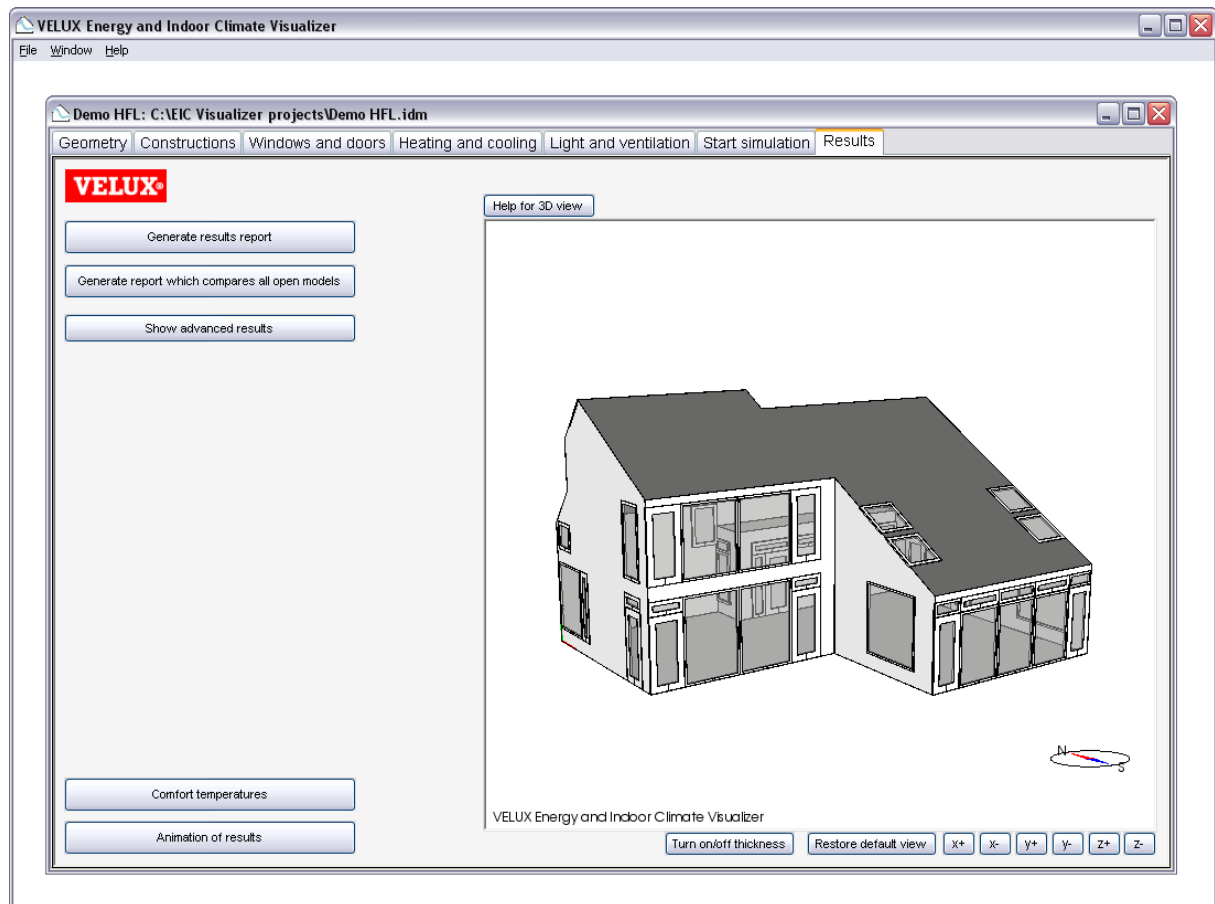 VELUX Energy and Indoor Climate Visualizer
File Window Help
Demo HFL: C:\EIC Visualizer projects\Demo HFL.idm
Geometry Constructions Windows and doors Heating and cooling Light and ventilation Start simulation Results
VELUX®
Help for 3D view
Generate results report
Generate report which compares all open models
Show advanced results
N
S
Comfort temperatures
VELUX Energy and Indoor Climate Visualizer
Animation of results
Turn on/off thickness Restore default view x+ x- y+ y- z+ z-